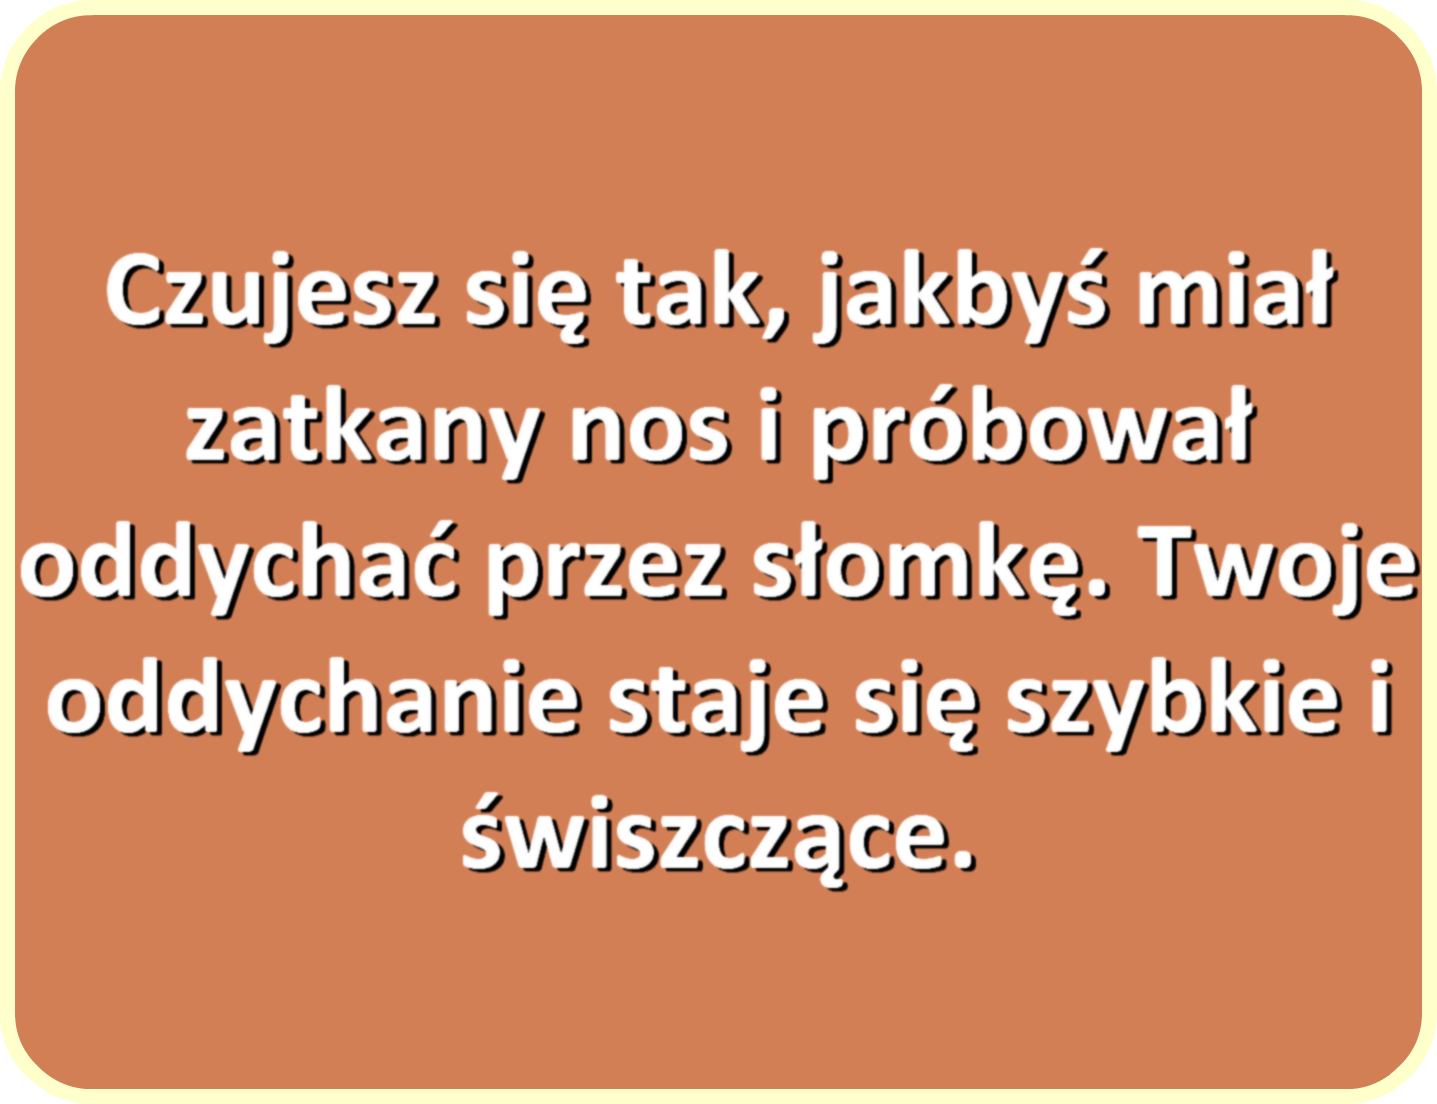 Czujesz się tak, jakbyś miał
zatkany nos i próbował
oddychać przez słomkę. Twoje
oddychanie staje się szybkie i
świszczące.